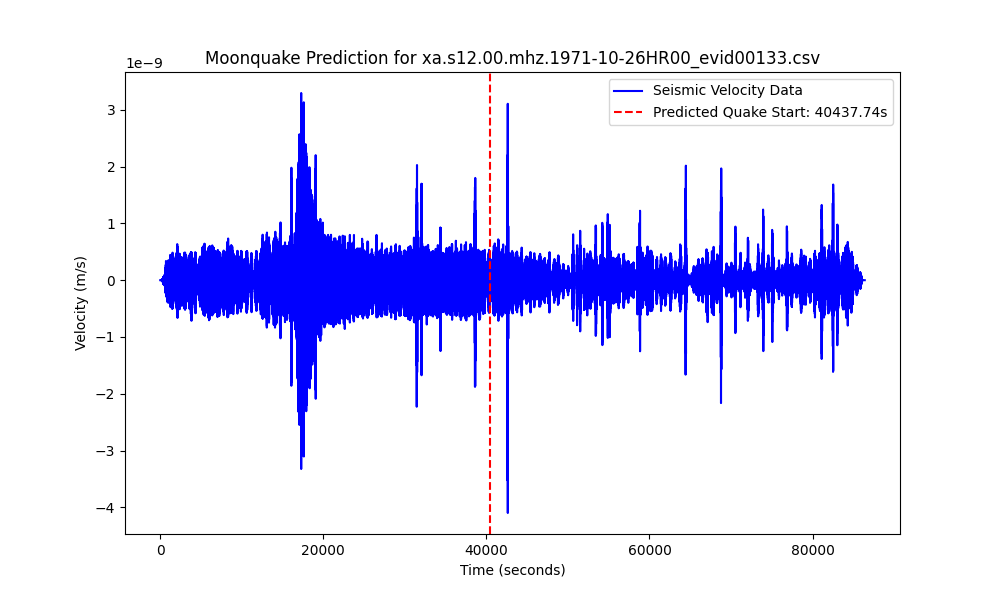 Moonquake Prediction for xa.s12.00.mhz.1971-10-26HR00_evid00133.csv
1e−9
Seismic Velocity Data
Predicted Quake Start: 40437.74s
3
2
1
0
−1
−2
−3
−4
Velocity (m/s)
0 20000 40000 60000 80000
Time (seconds)